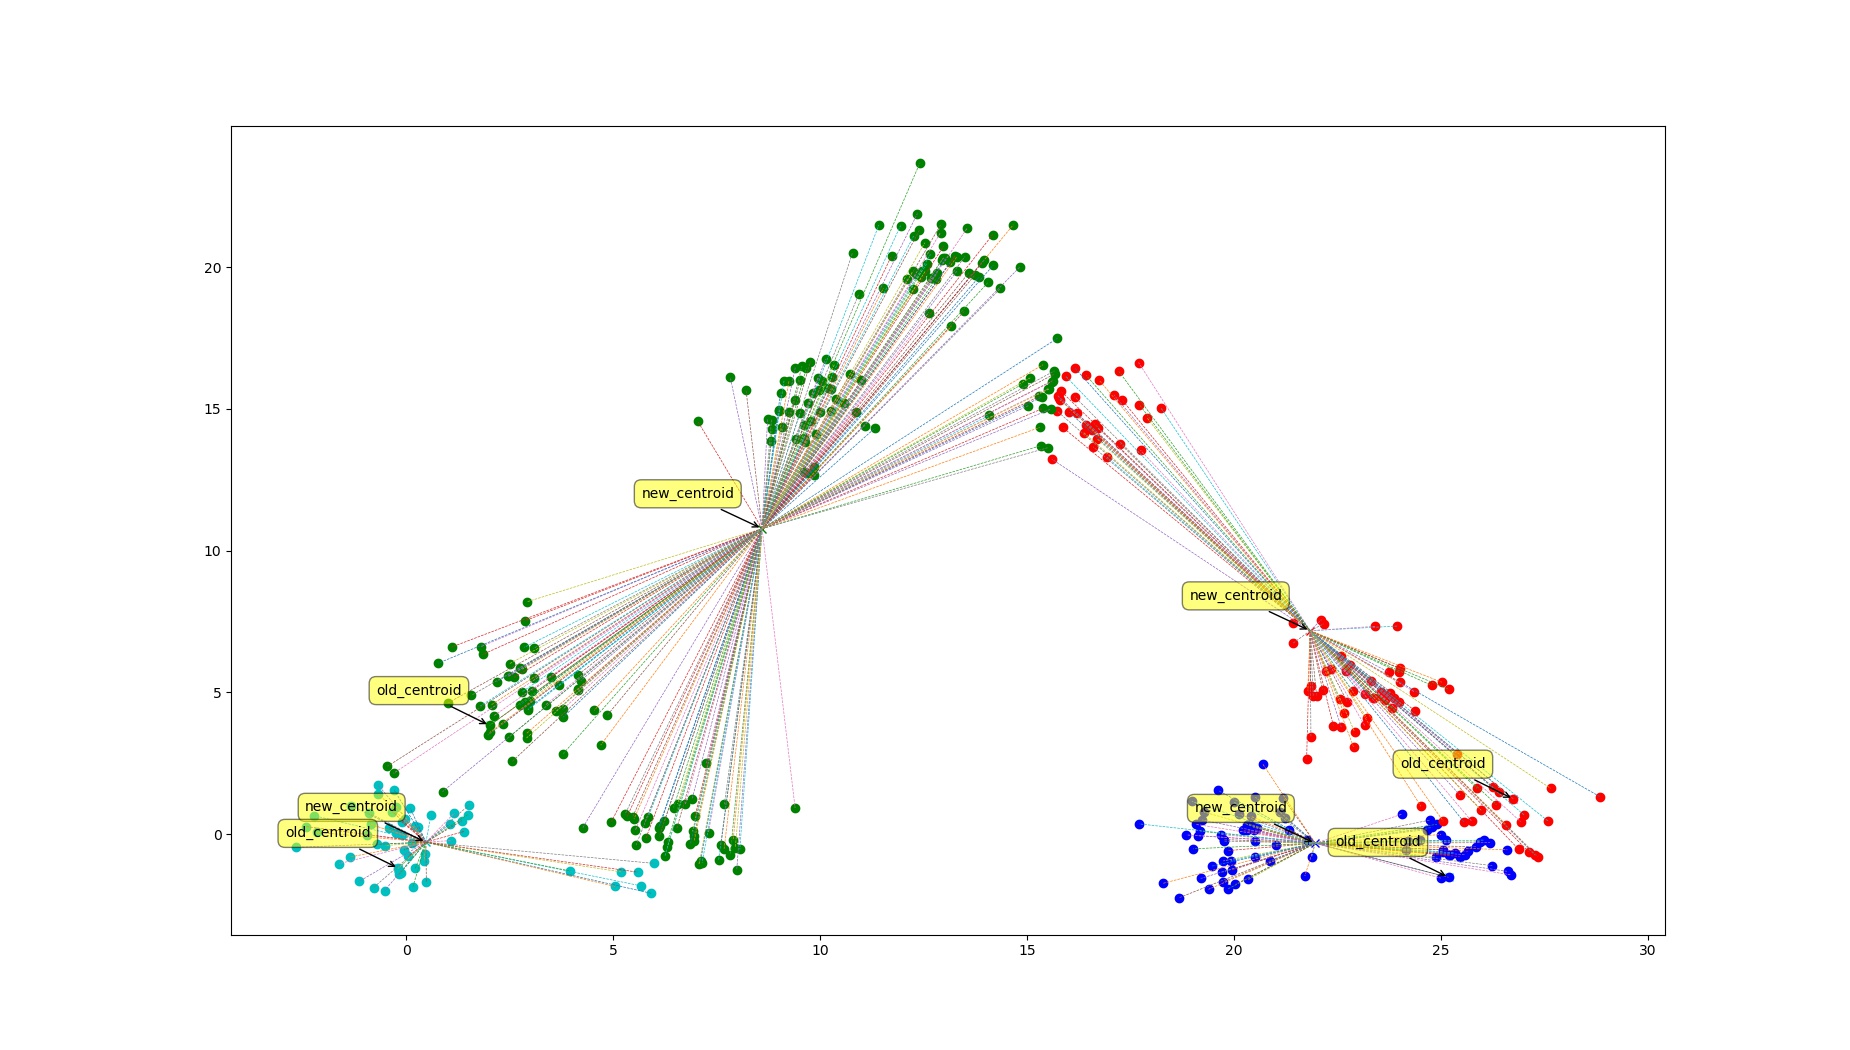 20
15
10
5
0
new_centroid
new_centroid
old_centroid
old_centroid
new_centroid
new_centroid
old_centroid
old_centroid
0 5 10 15 20 25 30